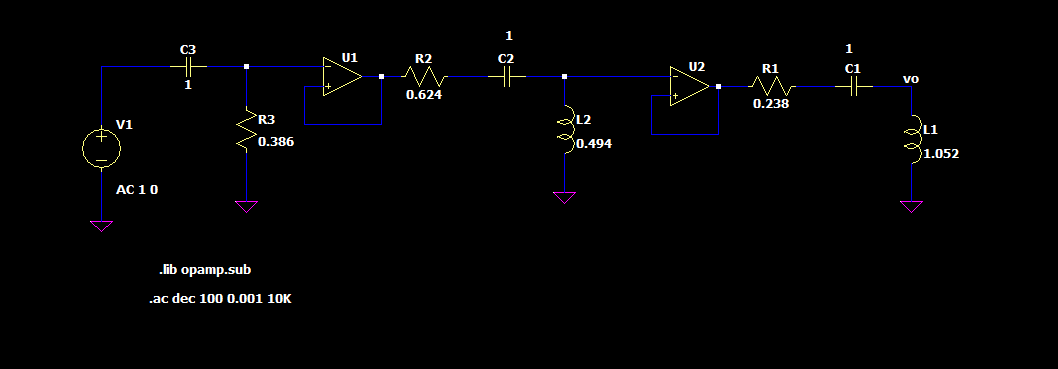 1
C3
U1
R2
C2
1
C1
U2
R1
vo
1
0.624
0.238
V1
R3
0.386
L2
0.494
L1
1.052
AC 1 0
.lib opamp.sub
.ac dec 100 0.001 10K